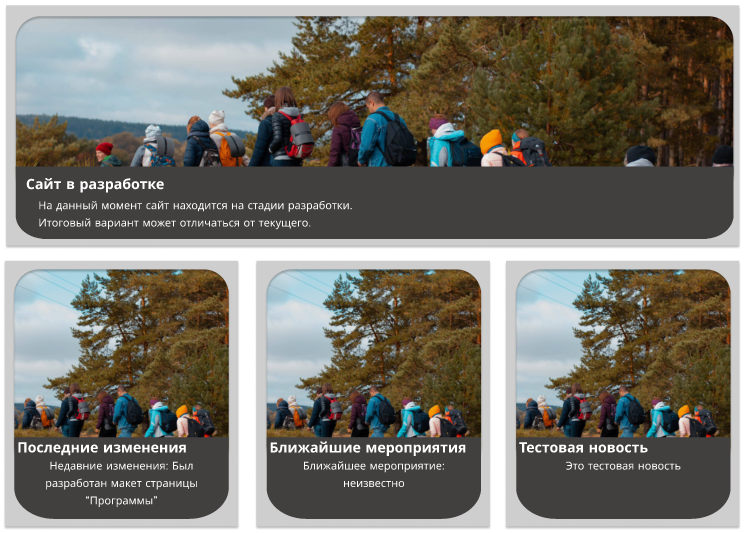 Сайт в разработке
На данный момент сайт находится на стадии разработки.
Итоговый вариант может отличаться от текущего.
Последние изменения
Недавние изменения: Был
разработан макет страницы
"Программы"
Ближайшие мероприятия
Ближайшее мероприятие:
неизвестно
Тестовая новость
Это тестовая новость